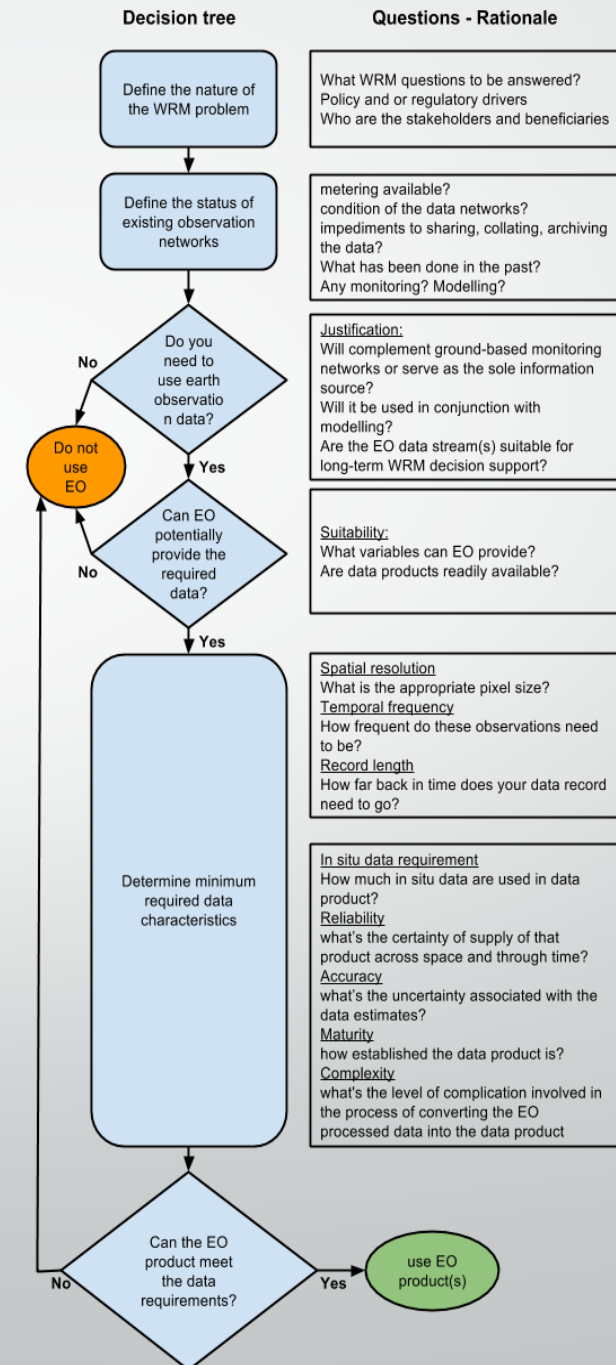 Decision tree
Questions - Rationale
Define the nature of
the WRM problem
What WRM questions to be answered?
Policy and or regulatory drivers
Who are the stakeholders and beneficiaries
Define the status of
existing observation
networks
metering available?
condition of the data networks?
impediments to sharing, collating, archiving
the data?
What has been done in the past?
Any monitoring? Modelling?
Do you
need to
use earth
observatio
n data?
No
Yes
Justification:
Will complement ground-based monitoring
networks or serve as the sole information
source?
Will it be used in conjunction with
modelling?
Are the EO data stream(s) suitable for
long-term WRM decision support?
Do not
use
EO
Can EO
potentially
provide the
required
data?
No
Yes
Suitability:
What variables can EO provide?
Are data products readily available?
Determine minimum
required data
characteristics
Spatial resolution
What is the appropriate pixel size?
Temporal frequency
How frequent do these observations need
to be?
Record length
How far back in time does your data record
need to go?
In situ data requirement
How much in situ data are used in data
product?
Reliability
what's the certainty of supply of that
product across space and through time?
Accuracy
what's the uncertainty associated with the
data estimates?
Maturity
how established the data product is?
Complexity
what's the level of complication involved in
the process of converting the EO
processed data into the data product
Can the EO
product meet
the data
requirements?
No
Yes
use EO
product(s)